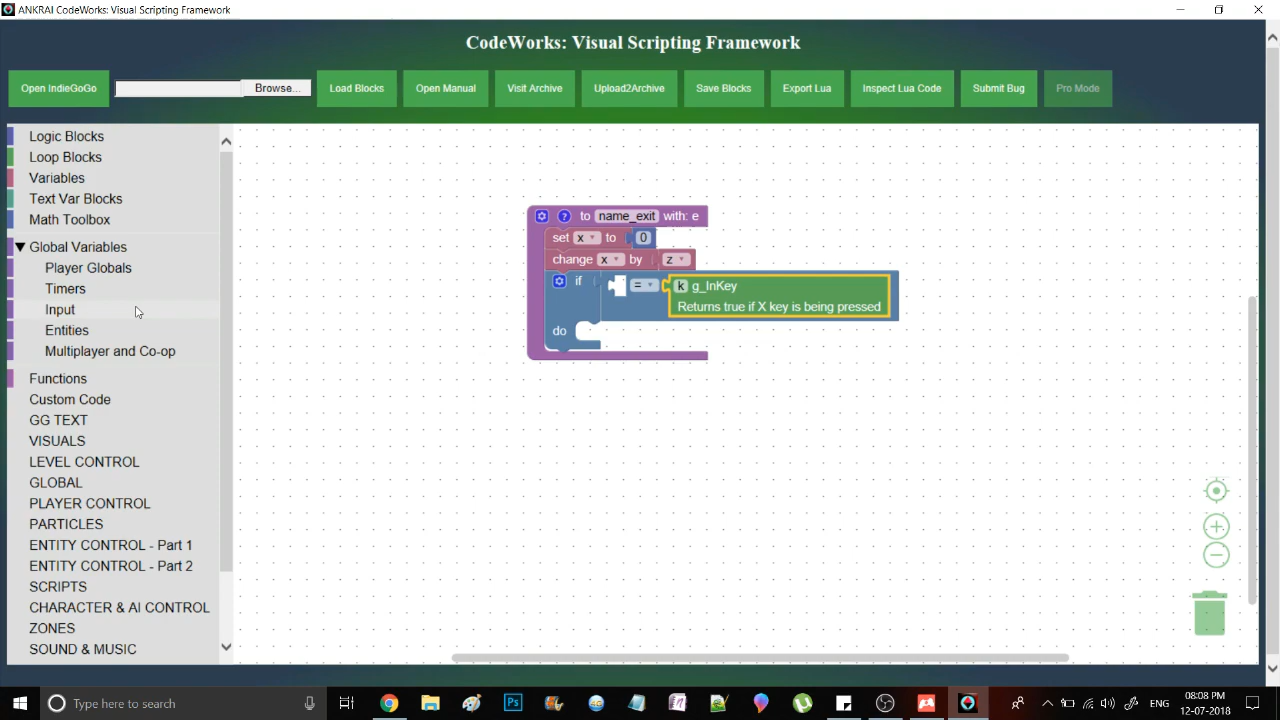 ANKRAI CodeWorks: Visual Scripting Framework
CodeWorks: Visual Scripting Framework
Open IndieGoGo
Browse...
Load Blocks
Open Manual
Visit Archive
Upload2Archive
Save Blocks
Export Lua
Inspect Lua Code
Submit Bug
Pro Mode
Logic Blocks
Loop Blocks
Variables
Text Var Blocks
Math Toolbox
Global Variables
Player Globals
Timers
Input
Entities
Multiplayer and Co-op
Functions
Custom Code
GG TEXT
VISUALS
LEVEL CONTROL
GLOBAL
PLAYER CONTROL
PARTICLES
ENTITY CONTROL - Part 1
ENTITY CONTROL - Part 2
SCRIPTS
CHARACTER & AI CONTROL
ZONES
SOUND & MUSIC
? to name_exit with: e
set x to 0
change x by z
if = k g_InKey
Returns true if X key is being pressed
do
Type here to search
ENG
08:08 PM
12-07-2018